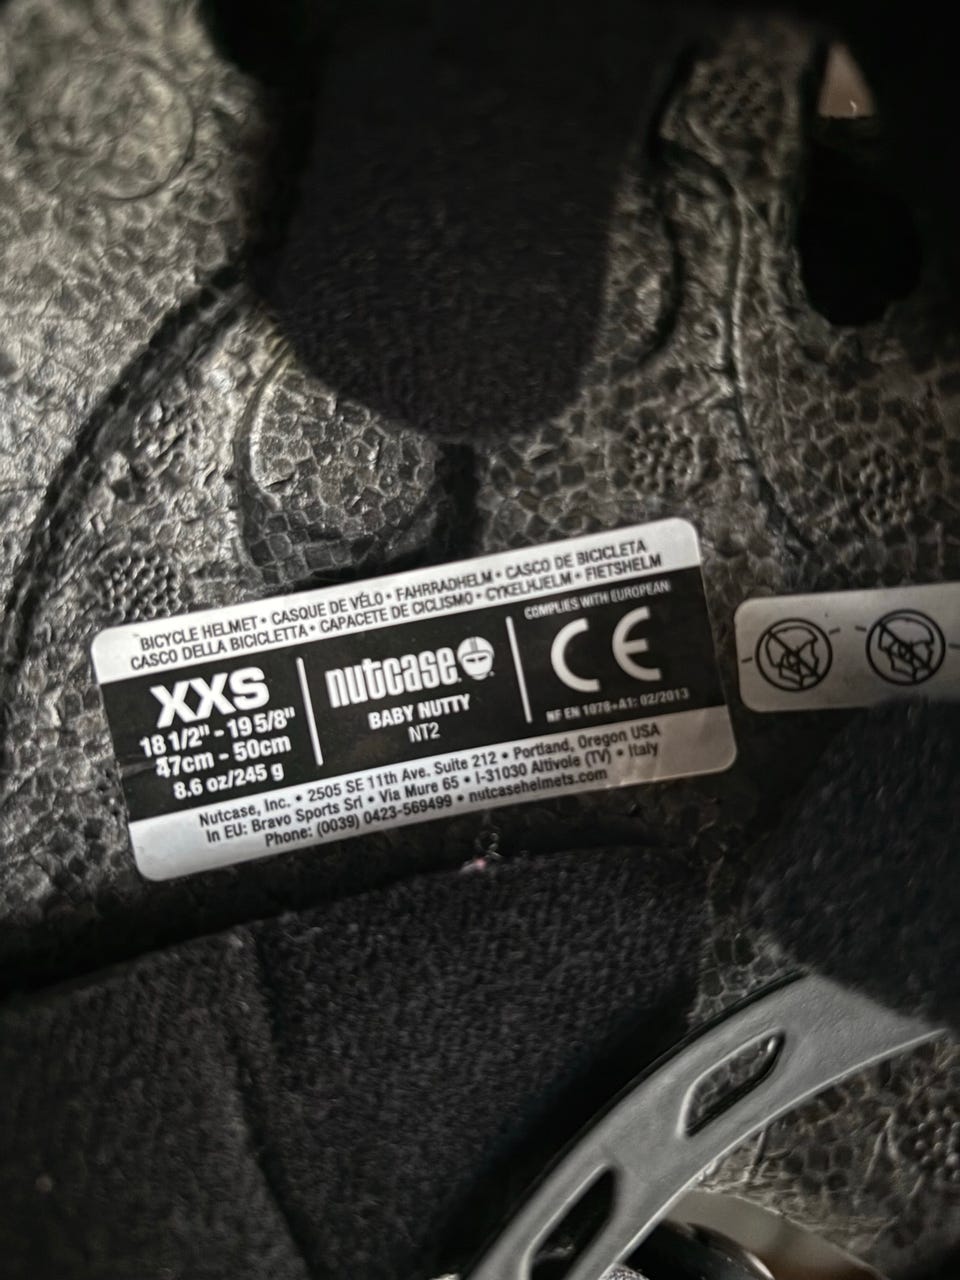 BICYCLE HELMET • CASQUE DE VÉLO • FAHRRADHELM • CASCO DE BICICLETA
CASCO DELLA BICICLETTA • CAPACETE DE CICLISMO • CYKELHJELM • FIETSHELM
XXS
18 1/2" - 19 5/8"
47cm - 50cm
8.6 oz/245 g
nutcase
BABY NUTTY
NT2
COMPLIES WITH EUROPEAN
CE
NF EN 1078+A1: 02/2013
Nutcase, Inc. • 2505 SE 11th Ave. Suite 212 • Portland, Oregon USA
In EU: Bravo Sports Srl • Via Mure 65 • I-31030 Altivole (TV) • Italy
Phone: (0039) 0423-569499 • nutcasehelmets.com